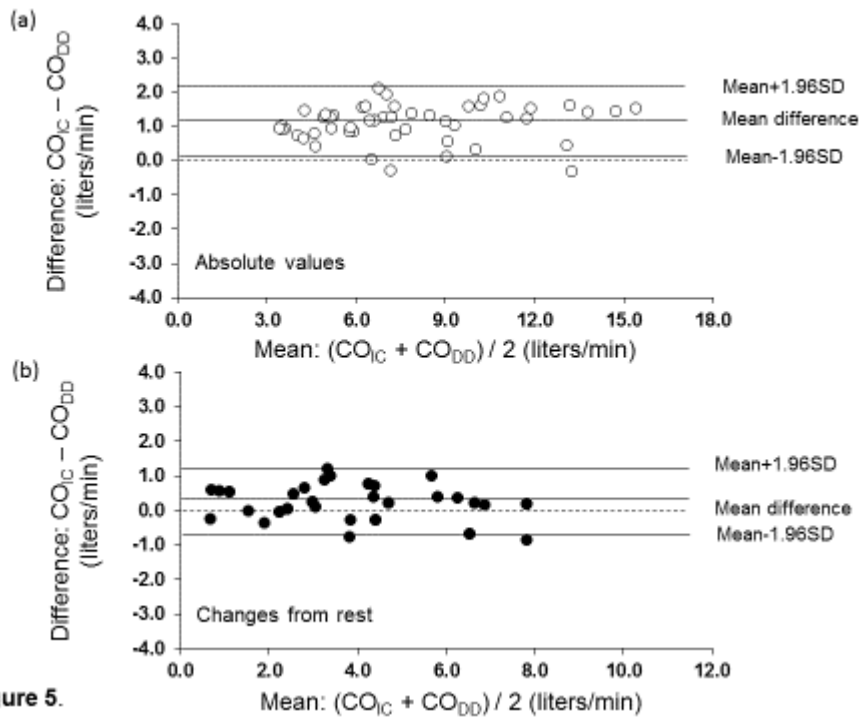 (a)
4.0
3.0
2.0
1.0
0.0
-1.0
-2.0
-3.0
-4.0
Difference: CO_IC – CO_DD
(liters/min)
Mean+1.96SD
Mean difference
Mean-1.96SD
Absolute values
0.0 3.0 6.0 9.0 12.0 15.0 18.0
Mean: (CO_IC + CO_DD) / 2 (liters/min)
(b)
4.0
3.0
2.0
1.0
0.0
-1.0
-2.0
-3.0
-4.0
Difference: CO_IC – CO_DD
(liters/min)
Mean+1.96SD
Mean difference
Mean-1.96SD
Changes from rest
0.0 2.0 4.0 6.0 8.0 10.0 12.0
gure 5.
Mean: (CO_IC + CO_DD) / 2 (liters/min)